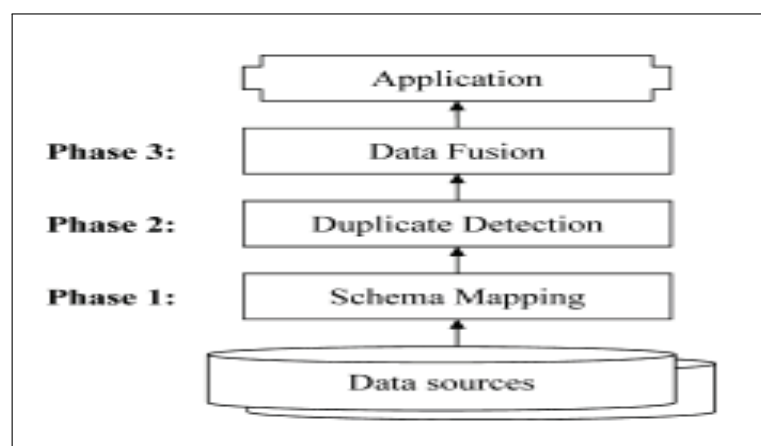 Application
Phase 3: Data Fusion
Phase 2: Duplicate Detection
Phase 1: Schema Mapping
Data sources